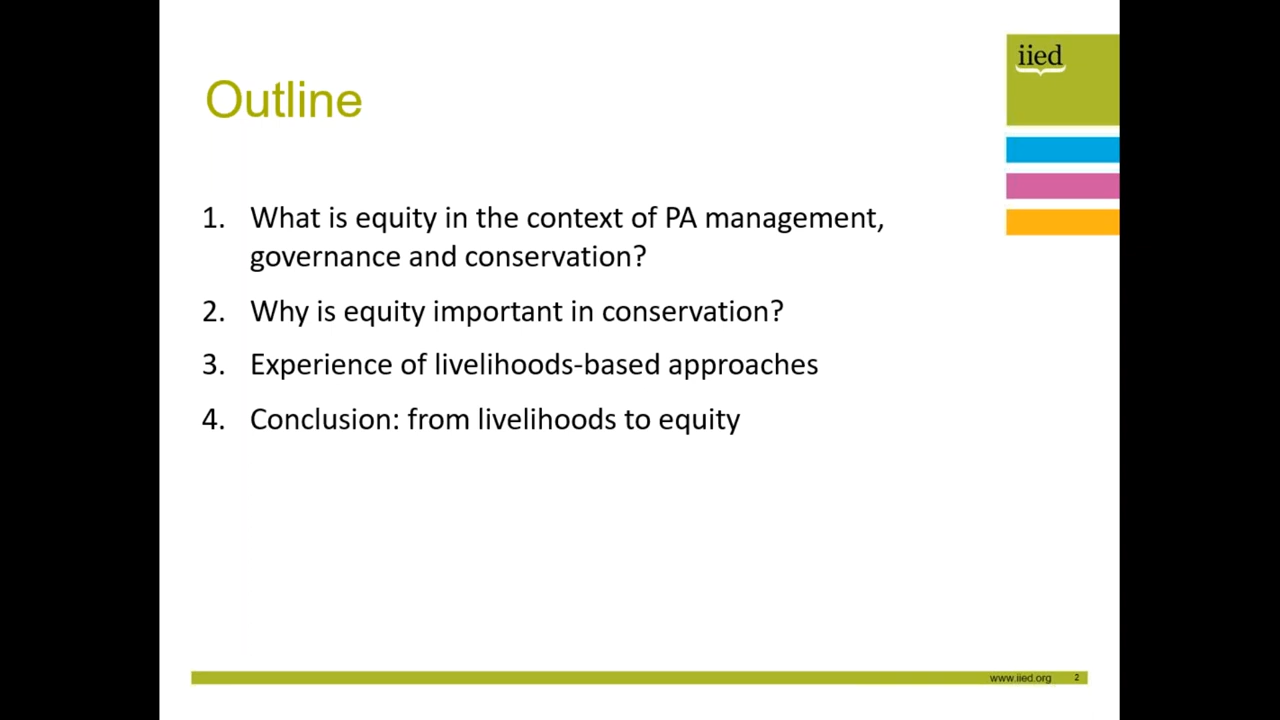 iied
Outline
1. What is equity in the context of PA management,
governance and conservation?
2. Why is equity important in conservation?
3. Experience of livelihoods-based approaches
4. Conclusion: from livelihoods to equity
www.iied.org 2